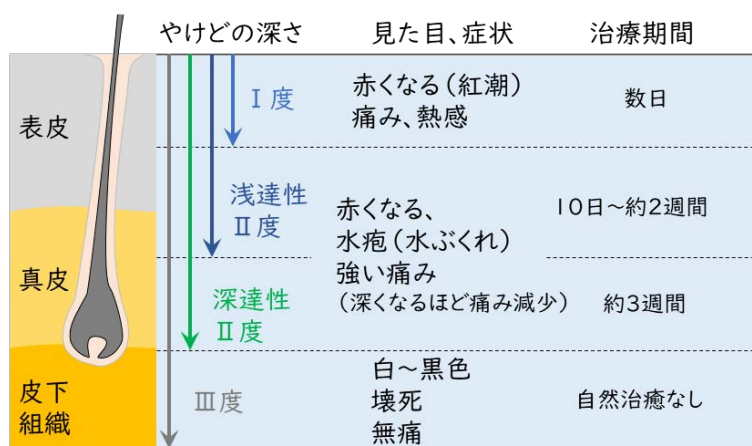 やけどの深さ 見た目、症状 治療期間
表皮
Ⅰ度
赤くなる(紅潮)
痛み、熱感
数日
真皮
浅達性
Ⅱ度
赤くなる、
水疱(水ぶくれ)
強い痛み
(深くなるほど痛み減少)
10日~約2週間
深達性
Ⅱ度
約3週間
皮下
組織
Ⅲ度
白~黒色
壊死
無痛
自然治癒なし